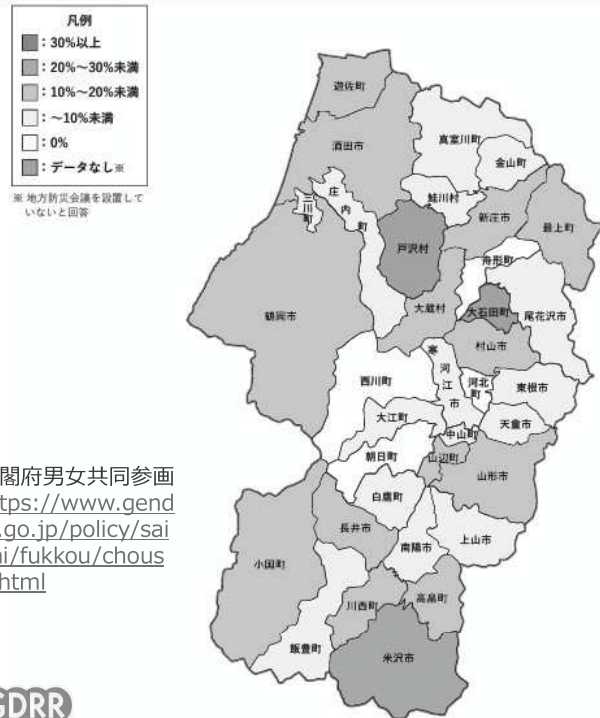 凡例
：30%以上
：20%～30%未満
：10%～20%未満
：～10%未満
：0%
：データなし※
※ 地方防災会議を設置して
いないと回答
遊佐町
酒田市
真室川町
金山町
庄内町
三川町
鮭川村
新庄市
最上町
戸沢村
舟形町
鶴岡市
大蔵村
大石田町
尾花沢市
村山市
寒河江市
西川町
河北町
東根市
大江町
天童市
中山町
朝日町
山辺町
山形市
白鷹町
長井市
南陽市
上山市
小国町
川西町
高畠町
飯豊町
米沢市
閣府男女共同参画
tps://www.gend
.go.jp/policy/sai
i/fukkou/chous
html
GDRR